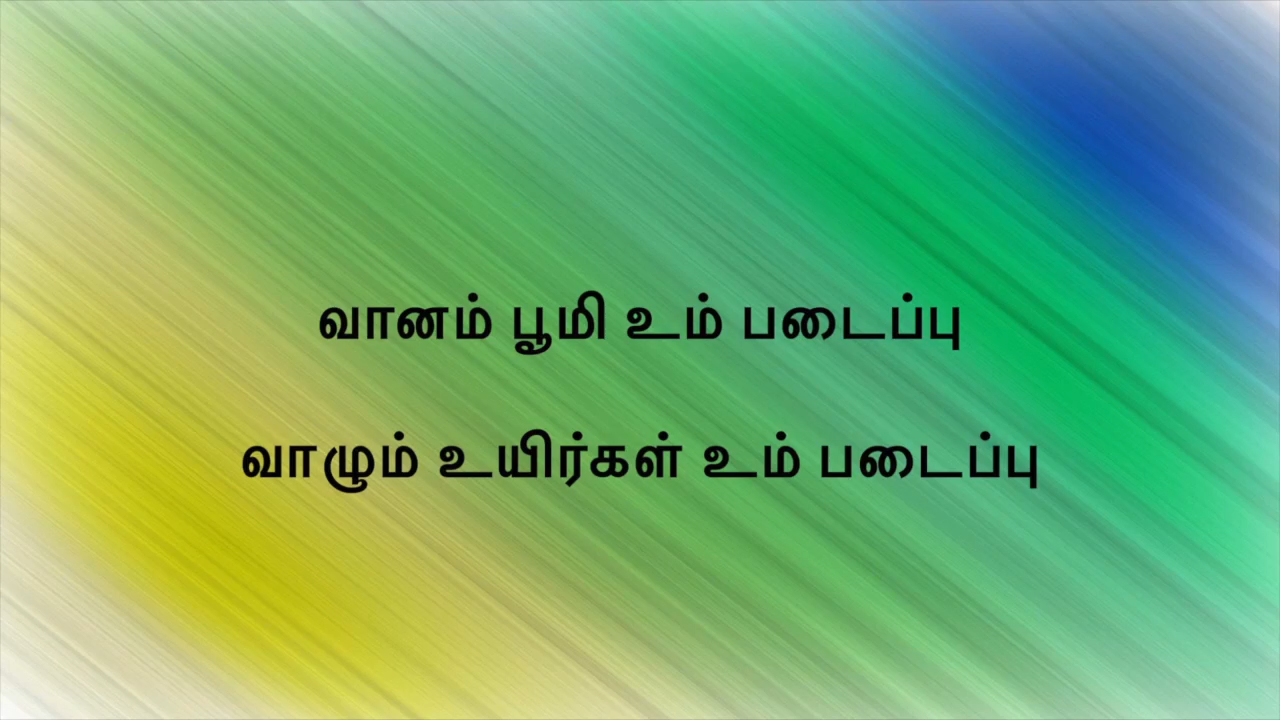 வானம் பூமி உம் படைப்பு
வாழும் உயிர்கள் உம் படைப்பு